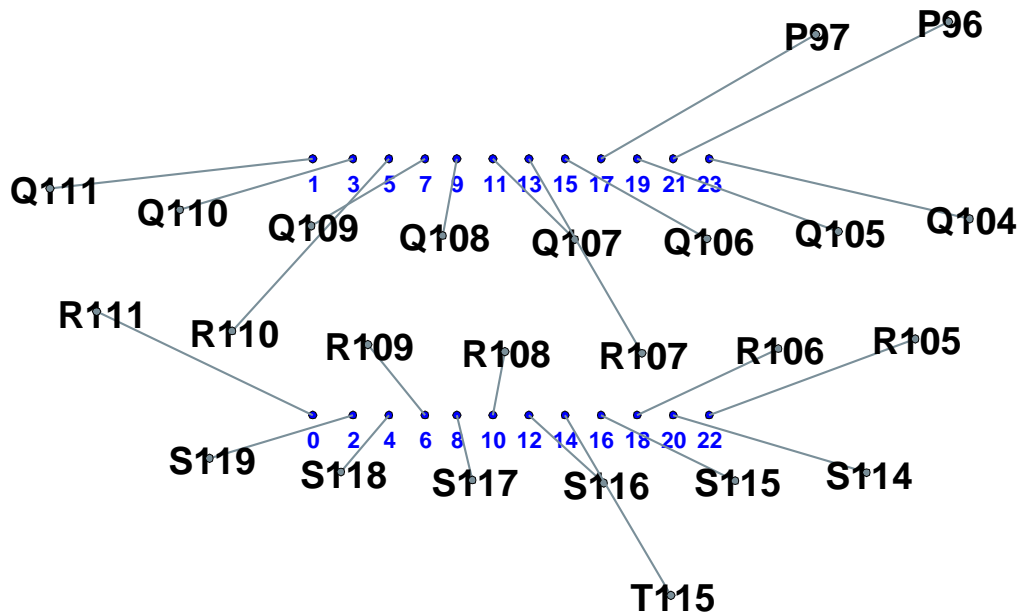 P97 P96
1 3 5 7 9 11 13 15 17 19 21 23
Q111 Q110 Q109 Q108 Q107 Q106 Q105 Q104
R111 R110 R109 R108 R107 R106 R105
0 2 4 6 8 10 12 14 16 18 20 22
S119 S118 S117 S116 S115 S114
T115